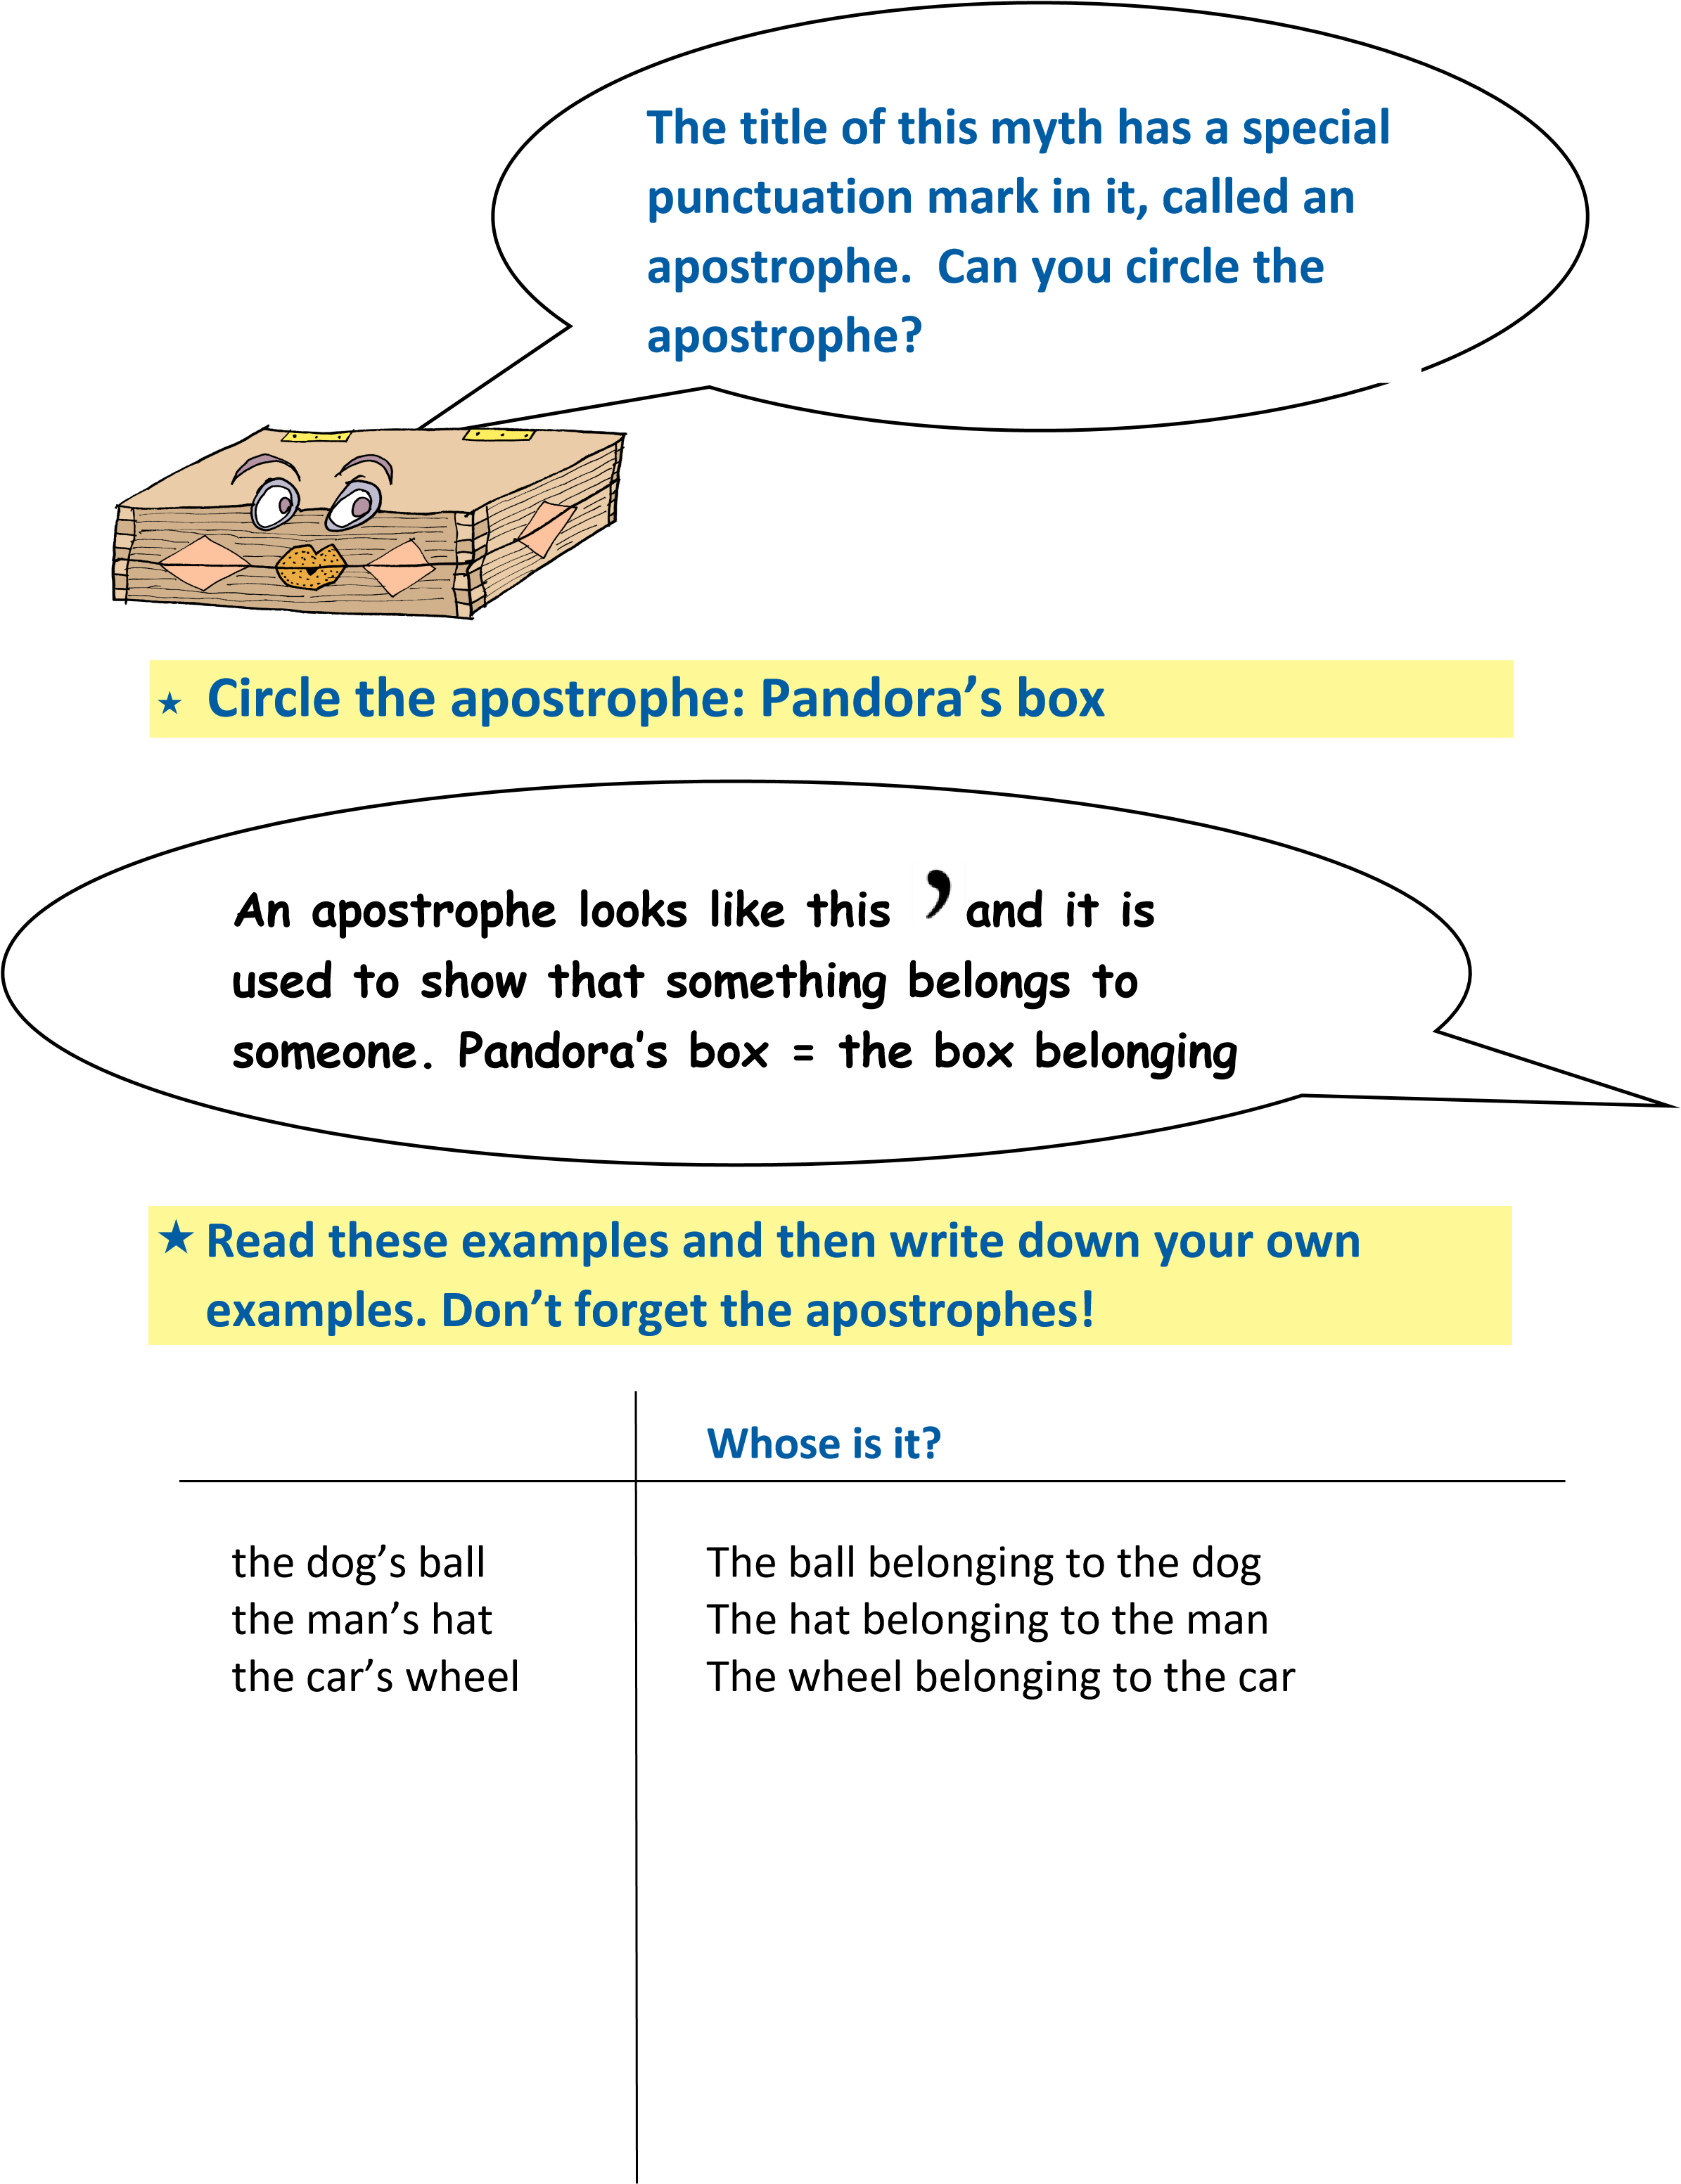 The title of this myth has a special
punctuation mark in it, called an
apostrophe.  Can you circle the
apostrophe?
★ Circle the apostrophe: Pandora’s box
An apostrophe looks like this ’ and it is
used to show that something belongs to
someone. Pandora's box = the box belonging
★ Read these examples and then write down your own
examples. Don’t forget the apostrophes!
Whose is it?
the dog’s ball The ball belonging to the dog
the man’s hat The hat belonging to the man
the car’s wheel The wheel belonging to the car